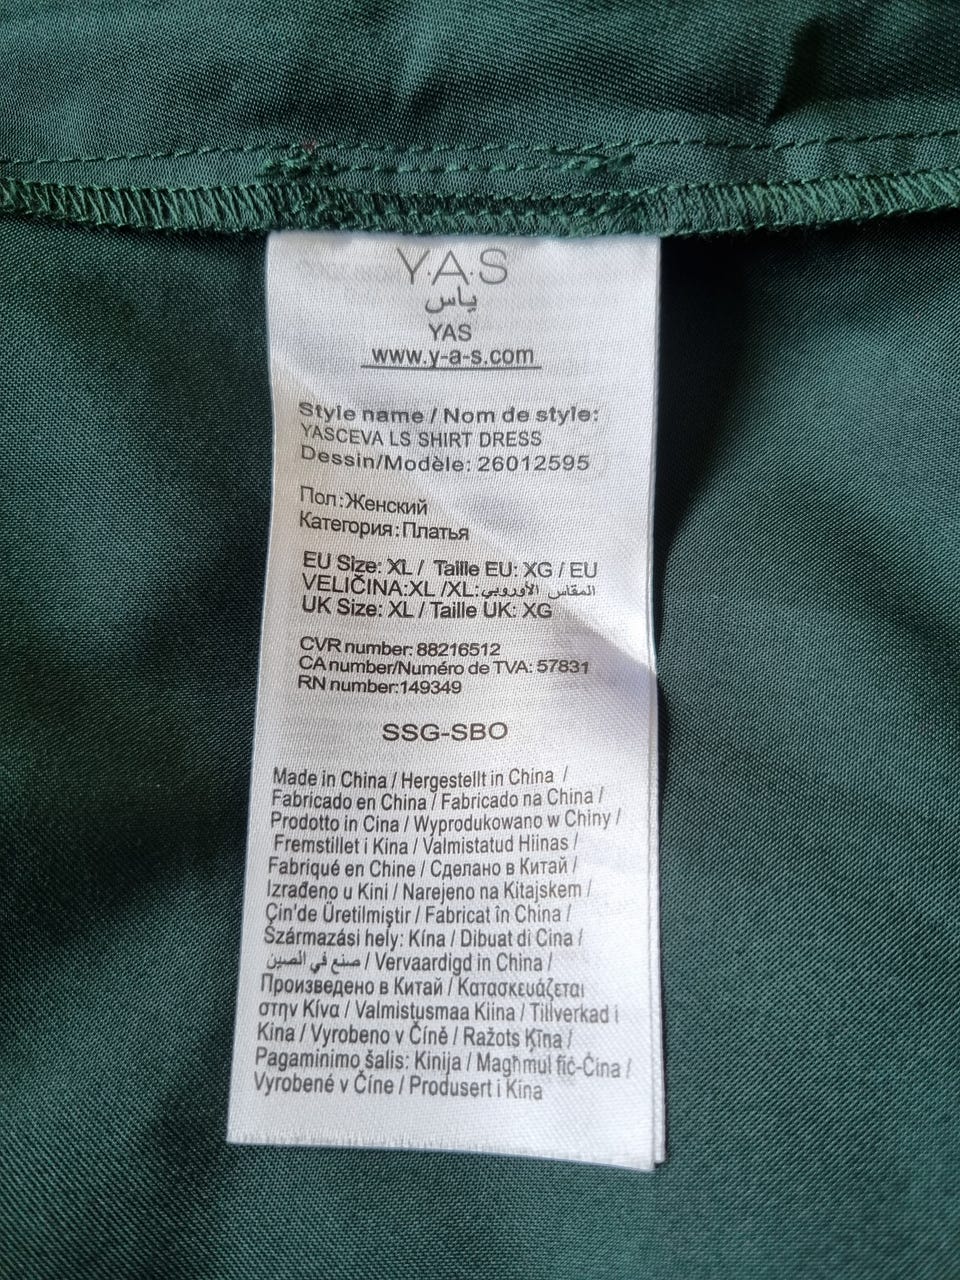 Y·A·S
ياس
YAS
www.y-a-s.com
Style name / Nom de style:
YASCEVA LS SHIRT DRESS
Dessin/Modèle: 26012595
Пол:Женский
Категория:Платья
EU Size: XL / Taille EU: XG / EU
VELIČINA:XL /XL:المقاس الأوروبي
UK Size: XL / Taille UK: XG
CVR number: 88216512
CA number/Numéro de TVA: 57831
RN number:149349
SSG-SBO
Made in China / Hergestellt in China /
Fabricado en China / Fabricado na China /
Prodotto in Cina / Wyprodukowano w Chiny /
Fremstillet i Kina / Valmistatud Hiinas /
Fabriqué en Chine / Сделано в Китай /
Izrađeno u Kini / Narejeno na Kitajskem /
Çin'de Üretilmiştir / Fabricat în China /
Származási hely: Kína / Dibuat di Cina /
صنع في الصين / Vervaardigd in China /
Произведено в Китай / Κατασκευάζεται
στην Κίνα / Valmistusmaa Kiina / Tillverkad i
Kina / Vyrobeno v Číně / Ražots Ķīna /
Pagaminimo šalis: Kinija / Magħmul fiċ-Ċina /
Vyrobené v Číne / Produsert i Kina